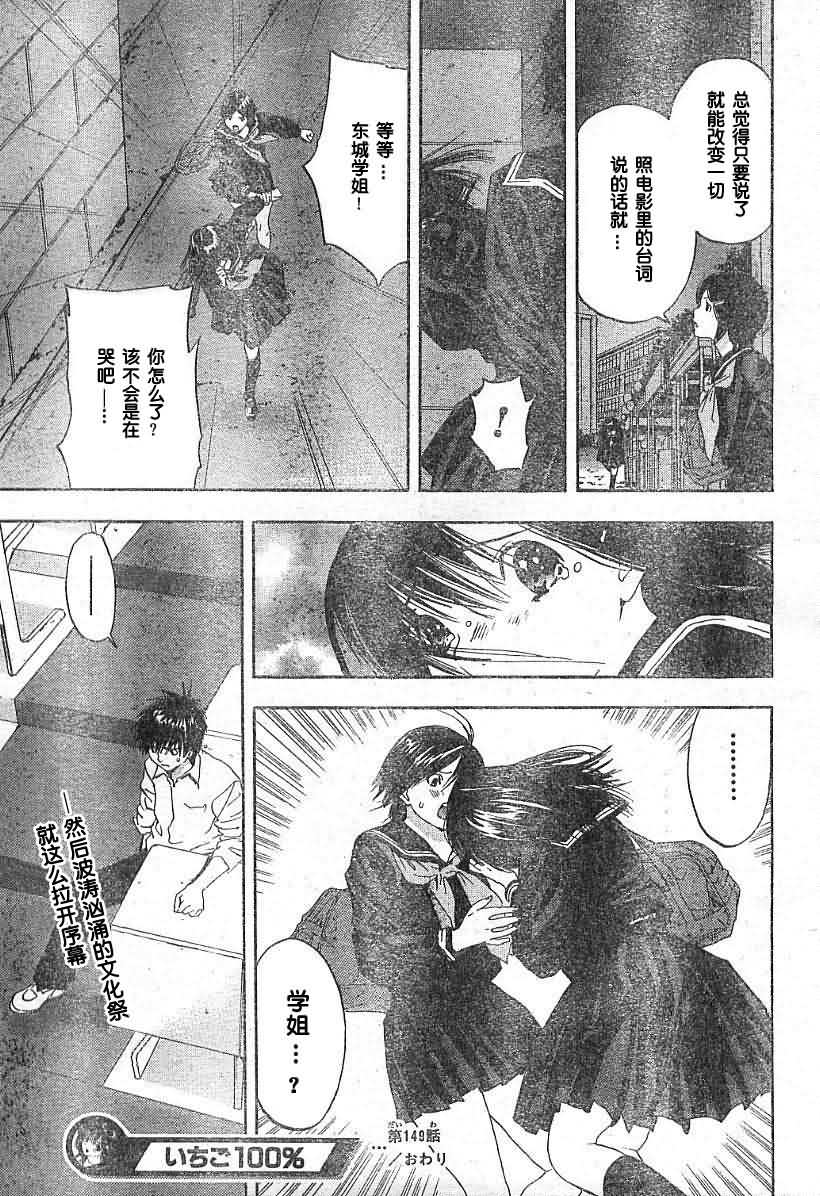 总觉得只要说了
就能改变一切
照电影里的台词
说的话就…
！
等等…
东城学姐！
你怎么了？
该不会是在
哭吧——…
………
学姐…？
——
—然后波涛汹涌的文化祭
就这么拉开序幕
だい わ
第149話
…／おわり
いちご100%